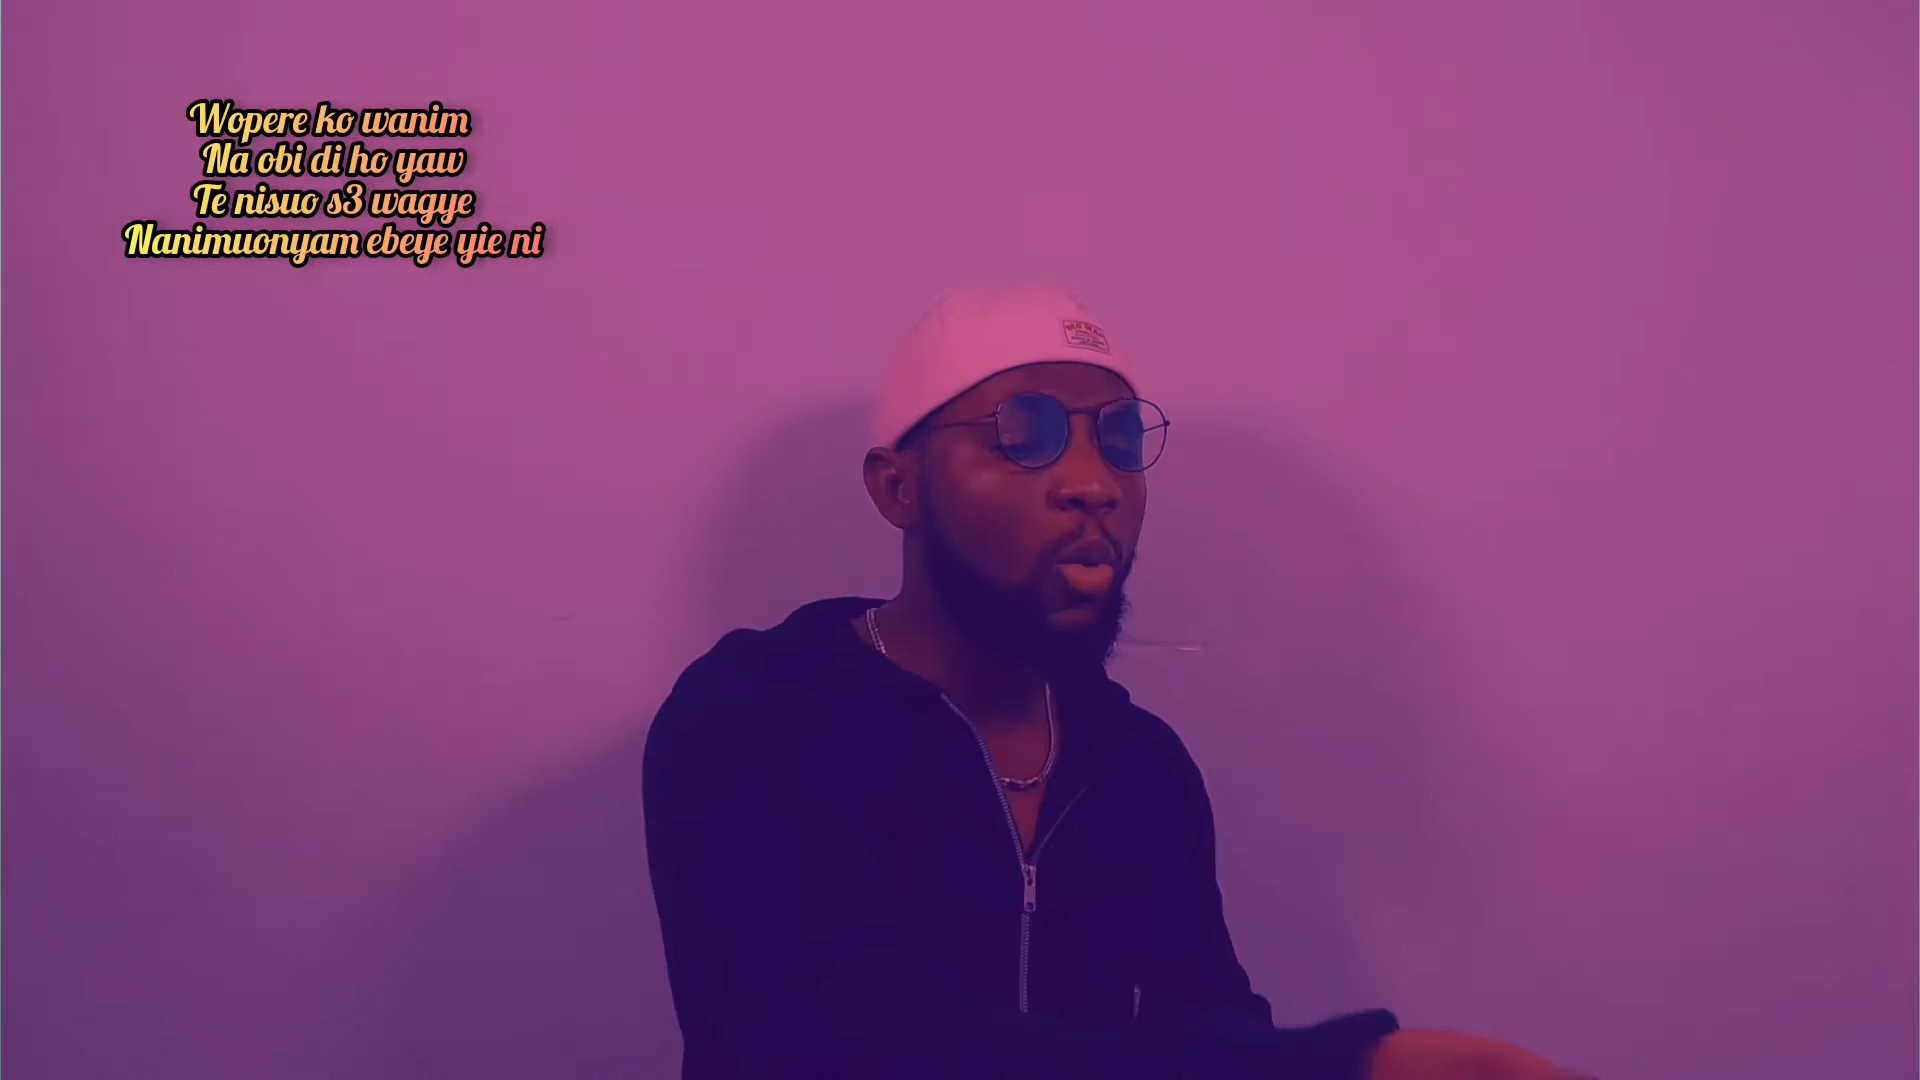 Wopere ko wanim
Na obi di ho yaw
Te nisuo s3 wagye
Nanimuonyam ebeye yie ni